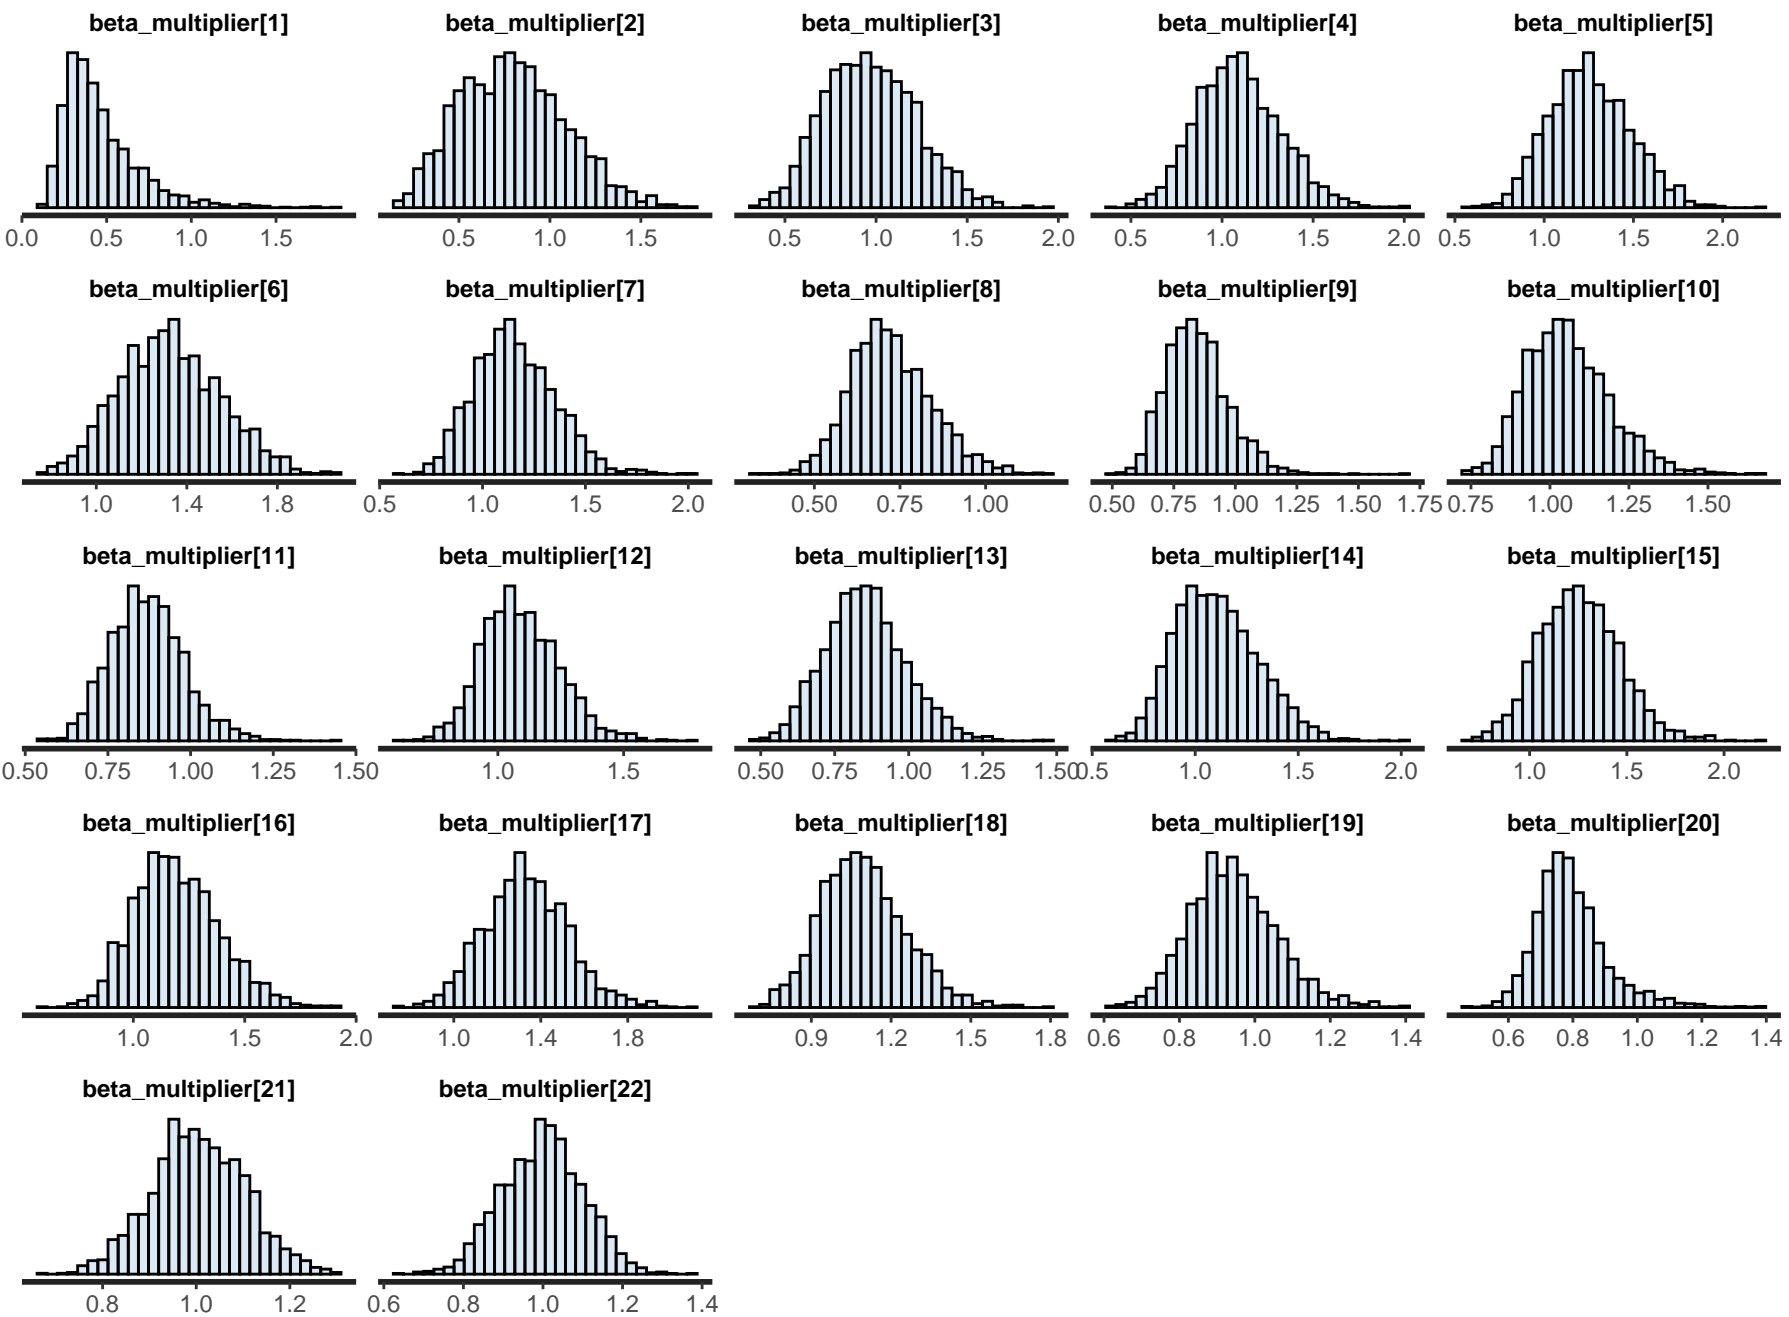 beta_multiplier[1] beta_multiplier[2] beta_multiplier[3] beta_multiplier[4] beta_multiplier[5]
0.0 0.5 1.0 1.5 0.5 1.0 1.5 0.5 1.0 1.5 2.0 0.5 1.0 1.5 2.0 0.5 1.0 1.5 2.0
beta_multiplier[6] beta_multiplier[7] beta_multiplier[8] beta_multiplier[9] beta_multiplier[10]
1.0 1.4 1.8 0.5 1.0 1.5 2.0 0.50 0.75 1.00 0.50 0.75 1.00 1.25 1.50 1.75 0.75 1.00 1.25 1.50
beta_multiplier[11] beta_multiplier[12] beta_multiplier[13] beta_multiplier[14] beta_multiplier[15]
0.50 0.75 1.00 1.25 1.50 1.0 1.5 0.50 0.75 1.00 1.25 1.50 0.5 1.0 1.5 2.0 1.0 1.5 2.0
beta_multiplier[16] beta_multiplier[17] beta_multiplier[18] beta_multiplier[19] beta_multiplier[20]
1.0 1.5 2.0 1.0 1.4 1.8 0.9 1.2 1.5 1.8 0.6 0.8 1.0 1.2 1.4 0.6 0.8 1.0 1.2 1.4
beta_multiplier[21] beta_multiplier[22]
0.8 1.0 1.2 0.6 0.8 1.0 1.2 1.4